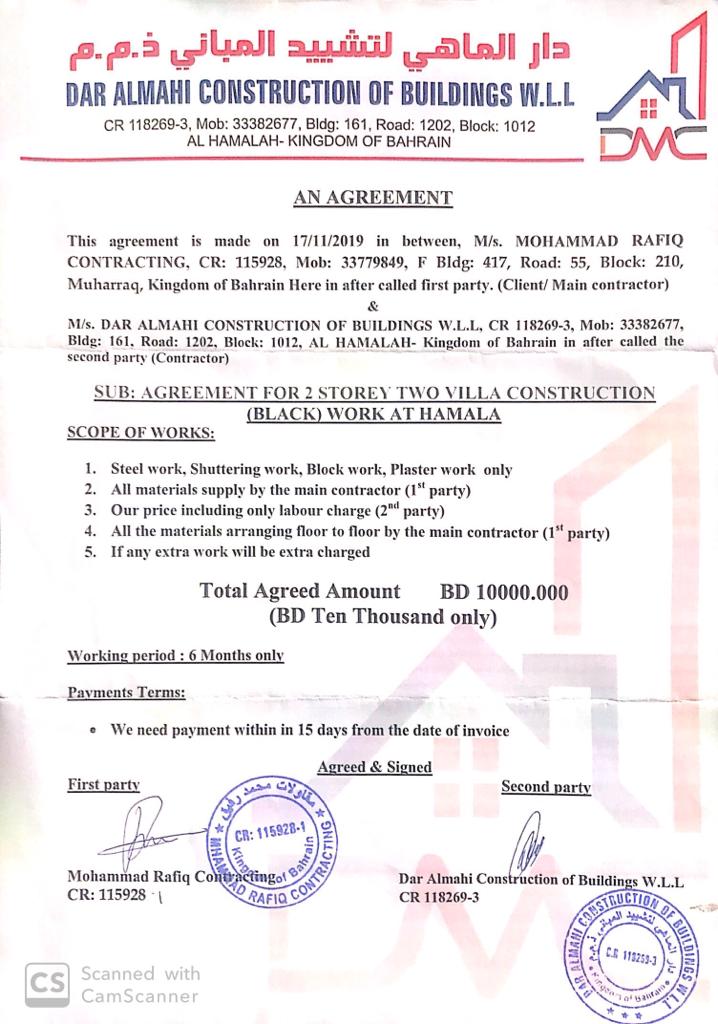 دار الماهي لتشييد المباني ذ.م.م
DAR ALMAHI CONSTRUCTION OF BUILDINGS W.L.L
CR 118269-3, Mob: 33382677, Bldg: 161, Road: 1202, Block: 1012
AL HAMALAH- KINGDOM OF BAHRAIN
DMC
AN AGREEMENT
This agreement is made on 17/11/2019 in between, M/s. MOHAMMAD RAFIQ
CONTRACTING, CR: 115928, Mob: 33779849, F Bldg: 417, Road: 55, Block: 210,
Muharraq, Kingdom of Bahrain Here in after called first party. (Client/ Main contractor)
&
M/s. DAR ALMAHI CONSTRUCTION OF BUILDINGS W.L.L, CR 118269-3, Mob: 33382677,
Bldg: 161, Road: 1202, Block: 1012, AL HAMALAH- Kingdom of Bahrain in after called the
second party (Contractor)
SUB: AGREEMENT FOR 2 STOREY TWO VILLA CONSTRUCTION
(BLACK) WORK AT HAMALA
SCOPE OF WORKS:
1. Steel work, Shuttering work, Block work, Plaster work only
2. All materials supply by the main contractor (1st party)
3. Our price including only labour charge (2nd party)
4. All the materials arranging floor to floor by the main contractor (1st party)
5. If any extra work will be extra charged
Total Agreed Amount BD 10000.000
(BD Ten Thousand only)
Working period : 6 Months only
Payments Terms:
• We need payment within in 15 days from the date of invoice
Agreed & Signed
First party
Second party
مقاولات محمد رفيق
CR: 115928-1
Kingdom of Bahrain
MHAMMAD RAFIQ CONTRACTING
Mohammad Rafiq Contracting
CR: 115928 -1
Dar Almahi Construction of Buildings W.L.L
CR 118269-3
DAR ALMAHI CONSTRUCTION OF BUILDINGS W.L.L
دار الماهي لتشييد المباني ذ.م.م
C.R 118269-3
Kingdom of Bahrain
CS Scanned with
CamScanner